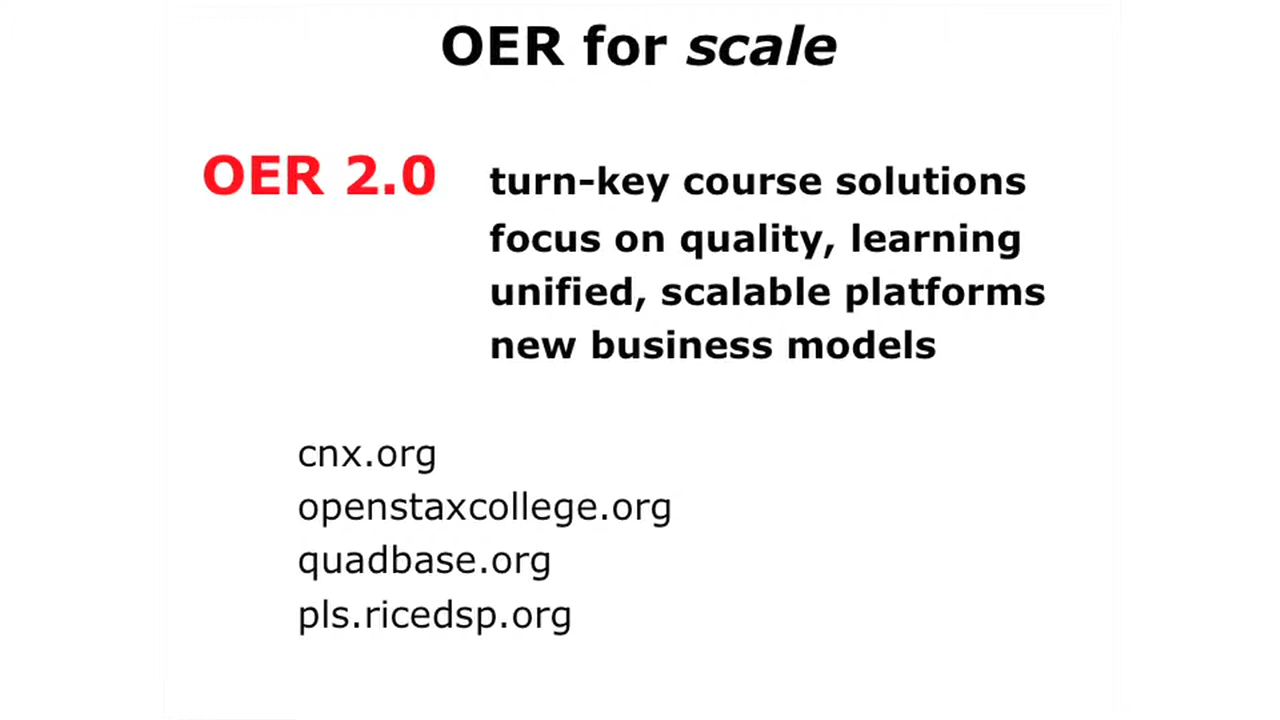 OER for scale
OER 2.0 turn-key course solutions
focus on quality, learning
unified, scalable platforms
new business models
cnx.org
openstaxcollege.org
quadbase.org
pls.ricedsp.org